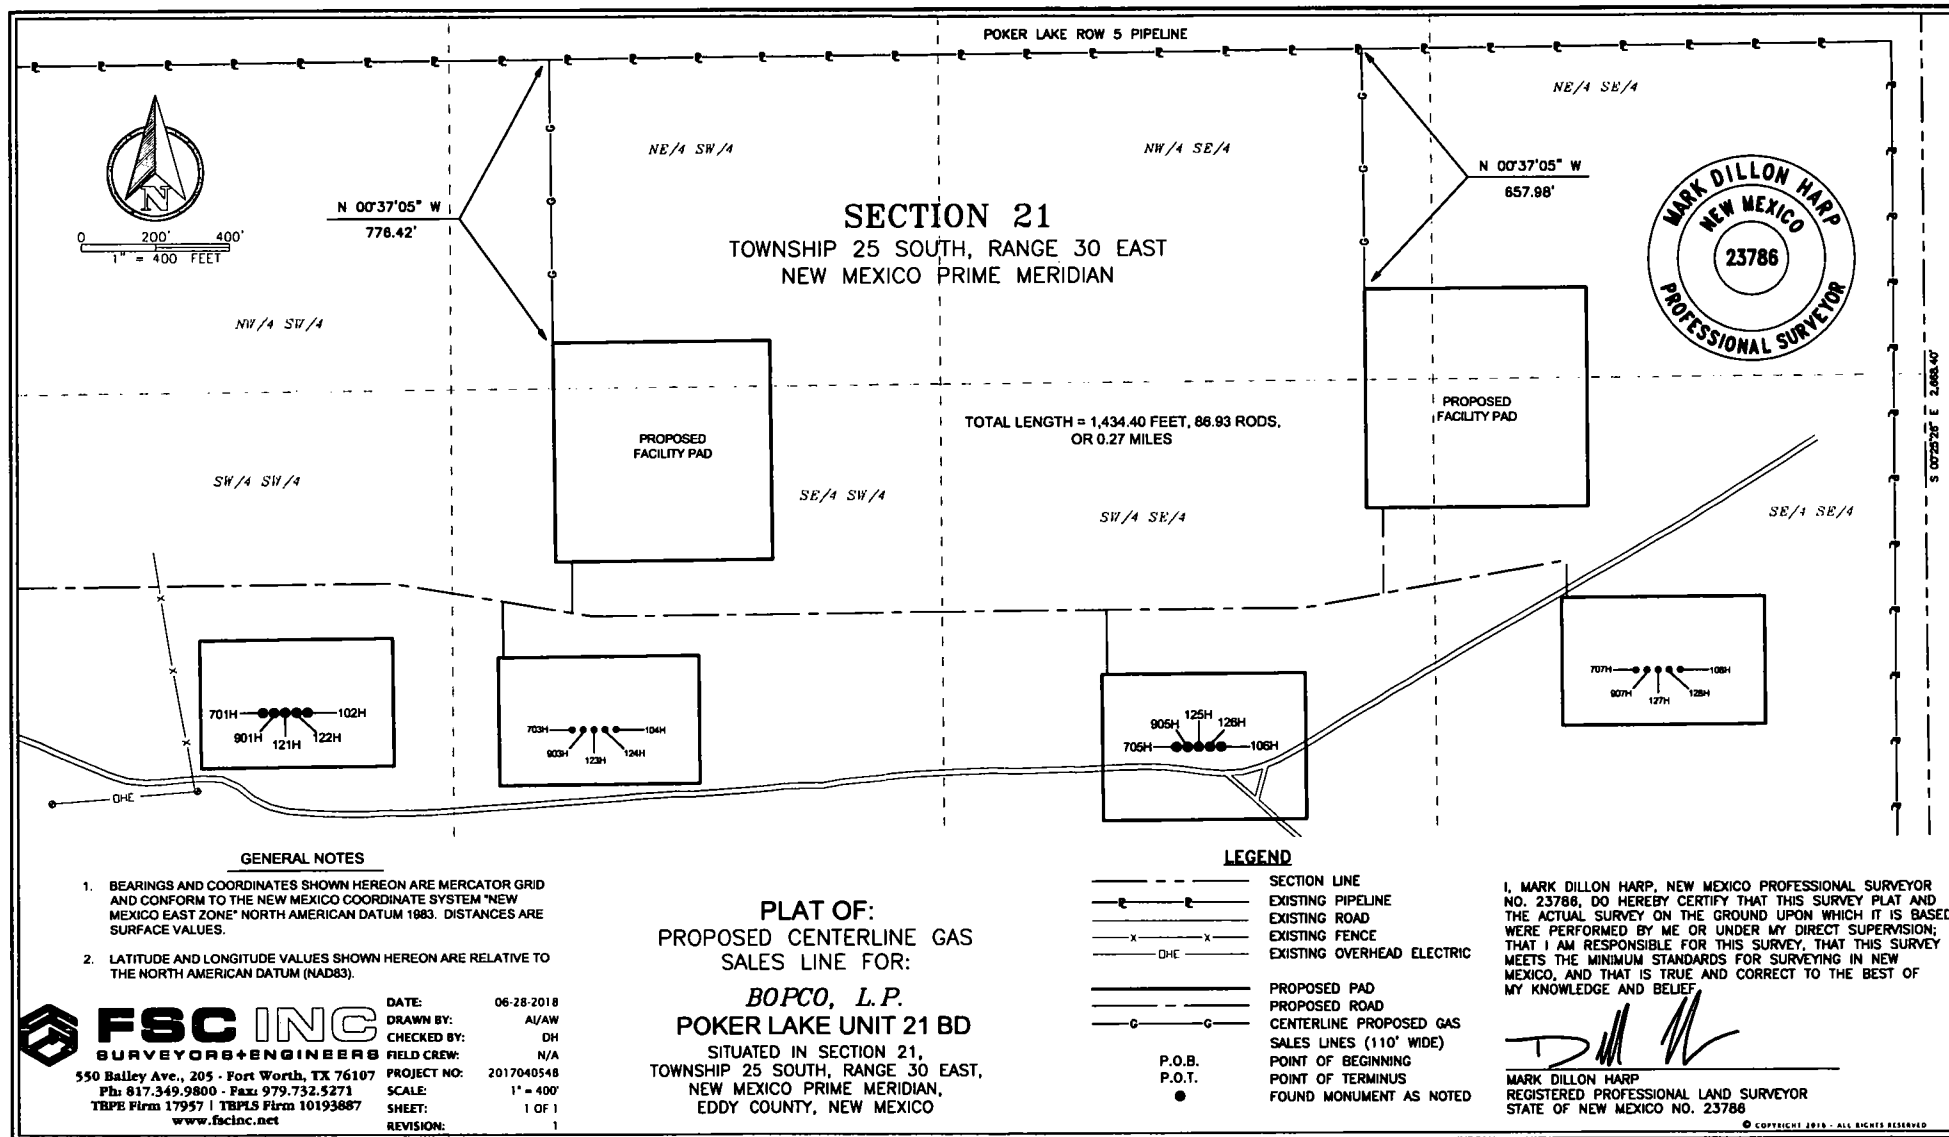 POKER LAKE ROW 5 PIPELINE
NE/4 SE/4
NE/4 SW/4
NW/4 SE/4
N 00°37'05" W
657.98'
N 00°37'05" W
776.42'
N
0 200' 400'
1" = 400 FEET
SECTION 21
TOWNSHIP 25 SOUTH, RANGE 30 EAST
NEW MEXICO PRIME MERIDIAN
MARK DILLON HARP
NEW MEXICO
23786
PROFESSIONAL SURVEYOR
NW/4 SW/4
S 00°25'26" E 2,668.40'
PROPOSED
FACILITY PAD
PROPOSED
FACILITY PAD
TOTAL LENGTH = 1,434.40 FEET, 86.93 RODS,
OR 0.27 MILES
SW/4 SW/4
SE/4 SW/4
SW/4 SE/4
SE/4 SE/4
701H 102H
901H 121H 122H
703H 104H
903H 123H 124H
905H 125H 126H
705H 106H
707H 108H
907H 127H 128H
OHE
GENERAL NOTES
1. BEARINGS AND COORDINATES SHOWN HEREON ARE MERCATOR GRID
AND CONFORM TO THE NEW MEXICO COORDINATE SYSTEM "NEW
MEXICO EAST ZONE" NORTH AMERICAN DATUM 1983. DISTANCES ARE
SURFACE VALUES.
2. LATITUDE AND LONGITUDE VALUES SHOWN HEREON ARE RELATIVE TO
THE NORTH AMERICAN DATUM (NAD83).
FSC INC
SURVEYORS+ENGINEERS
550 Bailey Ave., 205 - Fort Worth, TX 76107
Ph: 817.349.9800 - Fax: 979.732.5271
TBPE Firm 17957 | TBPLS Firm 10193887
www.fscinc.net
DATE: 06-28-2018
DRAWN BY: AI/AW
CHECKED BY: DH
FIELD CREW: N/A
PROJECT NO: 2017040548
SCALE: 1" = 400'
SHEET: 1 OF 1
REVISION: 1
PLAT OF:
PROPOSED CENTERLINE GAS
SALES LINE FOR:
BOPCO, L.P.
POKER LAKE UNIT 21 BD
SITUATED IN SECTION 21,
TOWNSHIP 25 SOUTH, RANGE 30 EAST,
NEW MEXICO PRIME MERIDIAN,
EDDY COUNTY, NEW MEXICO
LEGEND
SECTION LINE
EXISTING PIPELINE
EXISTING ROAD
x x EXISTING FENCE
OHE EXISTING OVERHEAD ELECTRIC
PROPOSED PAD
PROPOSED ROAD
G G CENTERLINE PROPOSED GAS
SALES LINES (110' WIDE)
P.O.B. POINT OF BEGINNING
P.O.T. POINT OF TERMINUS
FOUND MONUMENT AS NOTED
I, MARK DILLON HARP, NEW MEXICO PROFESSIONAL SURVEYOR
NO. 23786, DO HEREBY CERTIFY THAT THIS SURVEY PLAT AND
THE ACTUAL SURVEY ON THE GROUND UPON WHICH IT IS BASED
WERE PERFORMED BY ME OR UNDER MY DIRECT SUPERVISION;
THAT I AM RESPONSIBLE FOR THIS SURVEY, THAT THIS SURVEY
MEETS THE MINIMUM STANDARDS FOR SURVEYING IN NEW
MEXICO, AND THAT IS TRUE AND CORRECT TO THE BEST OF
MY KNOWLEDGE AND BELIEF.
MARK DILLON HARP
REGISTERED PROFESSIONAL LAND SURVEYOR
STATE OF NEW MEXICO NO. 23786
© COPYRIGHT 2016 - ALL RIGHTS RESERVED